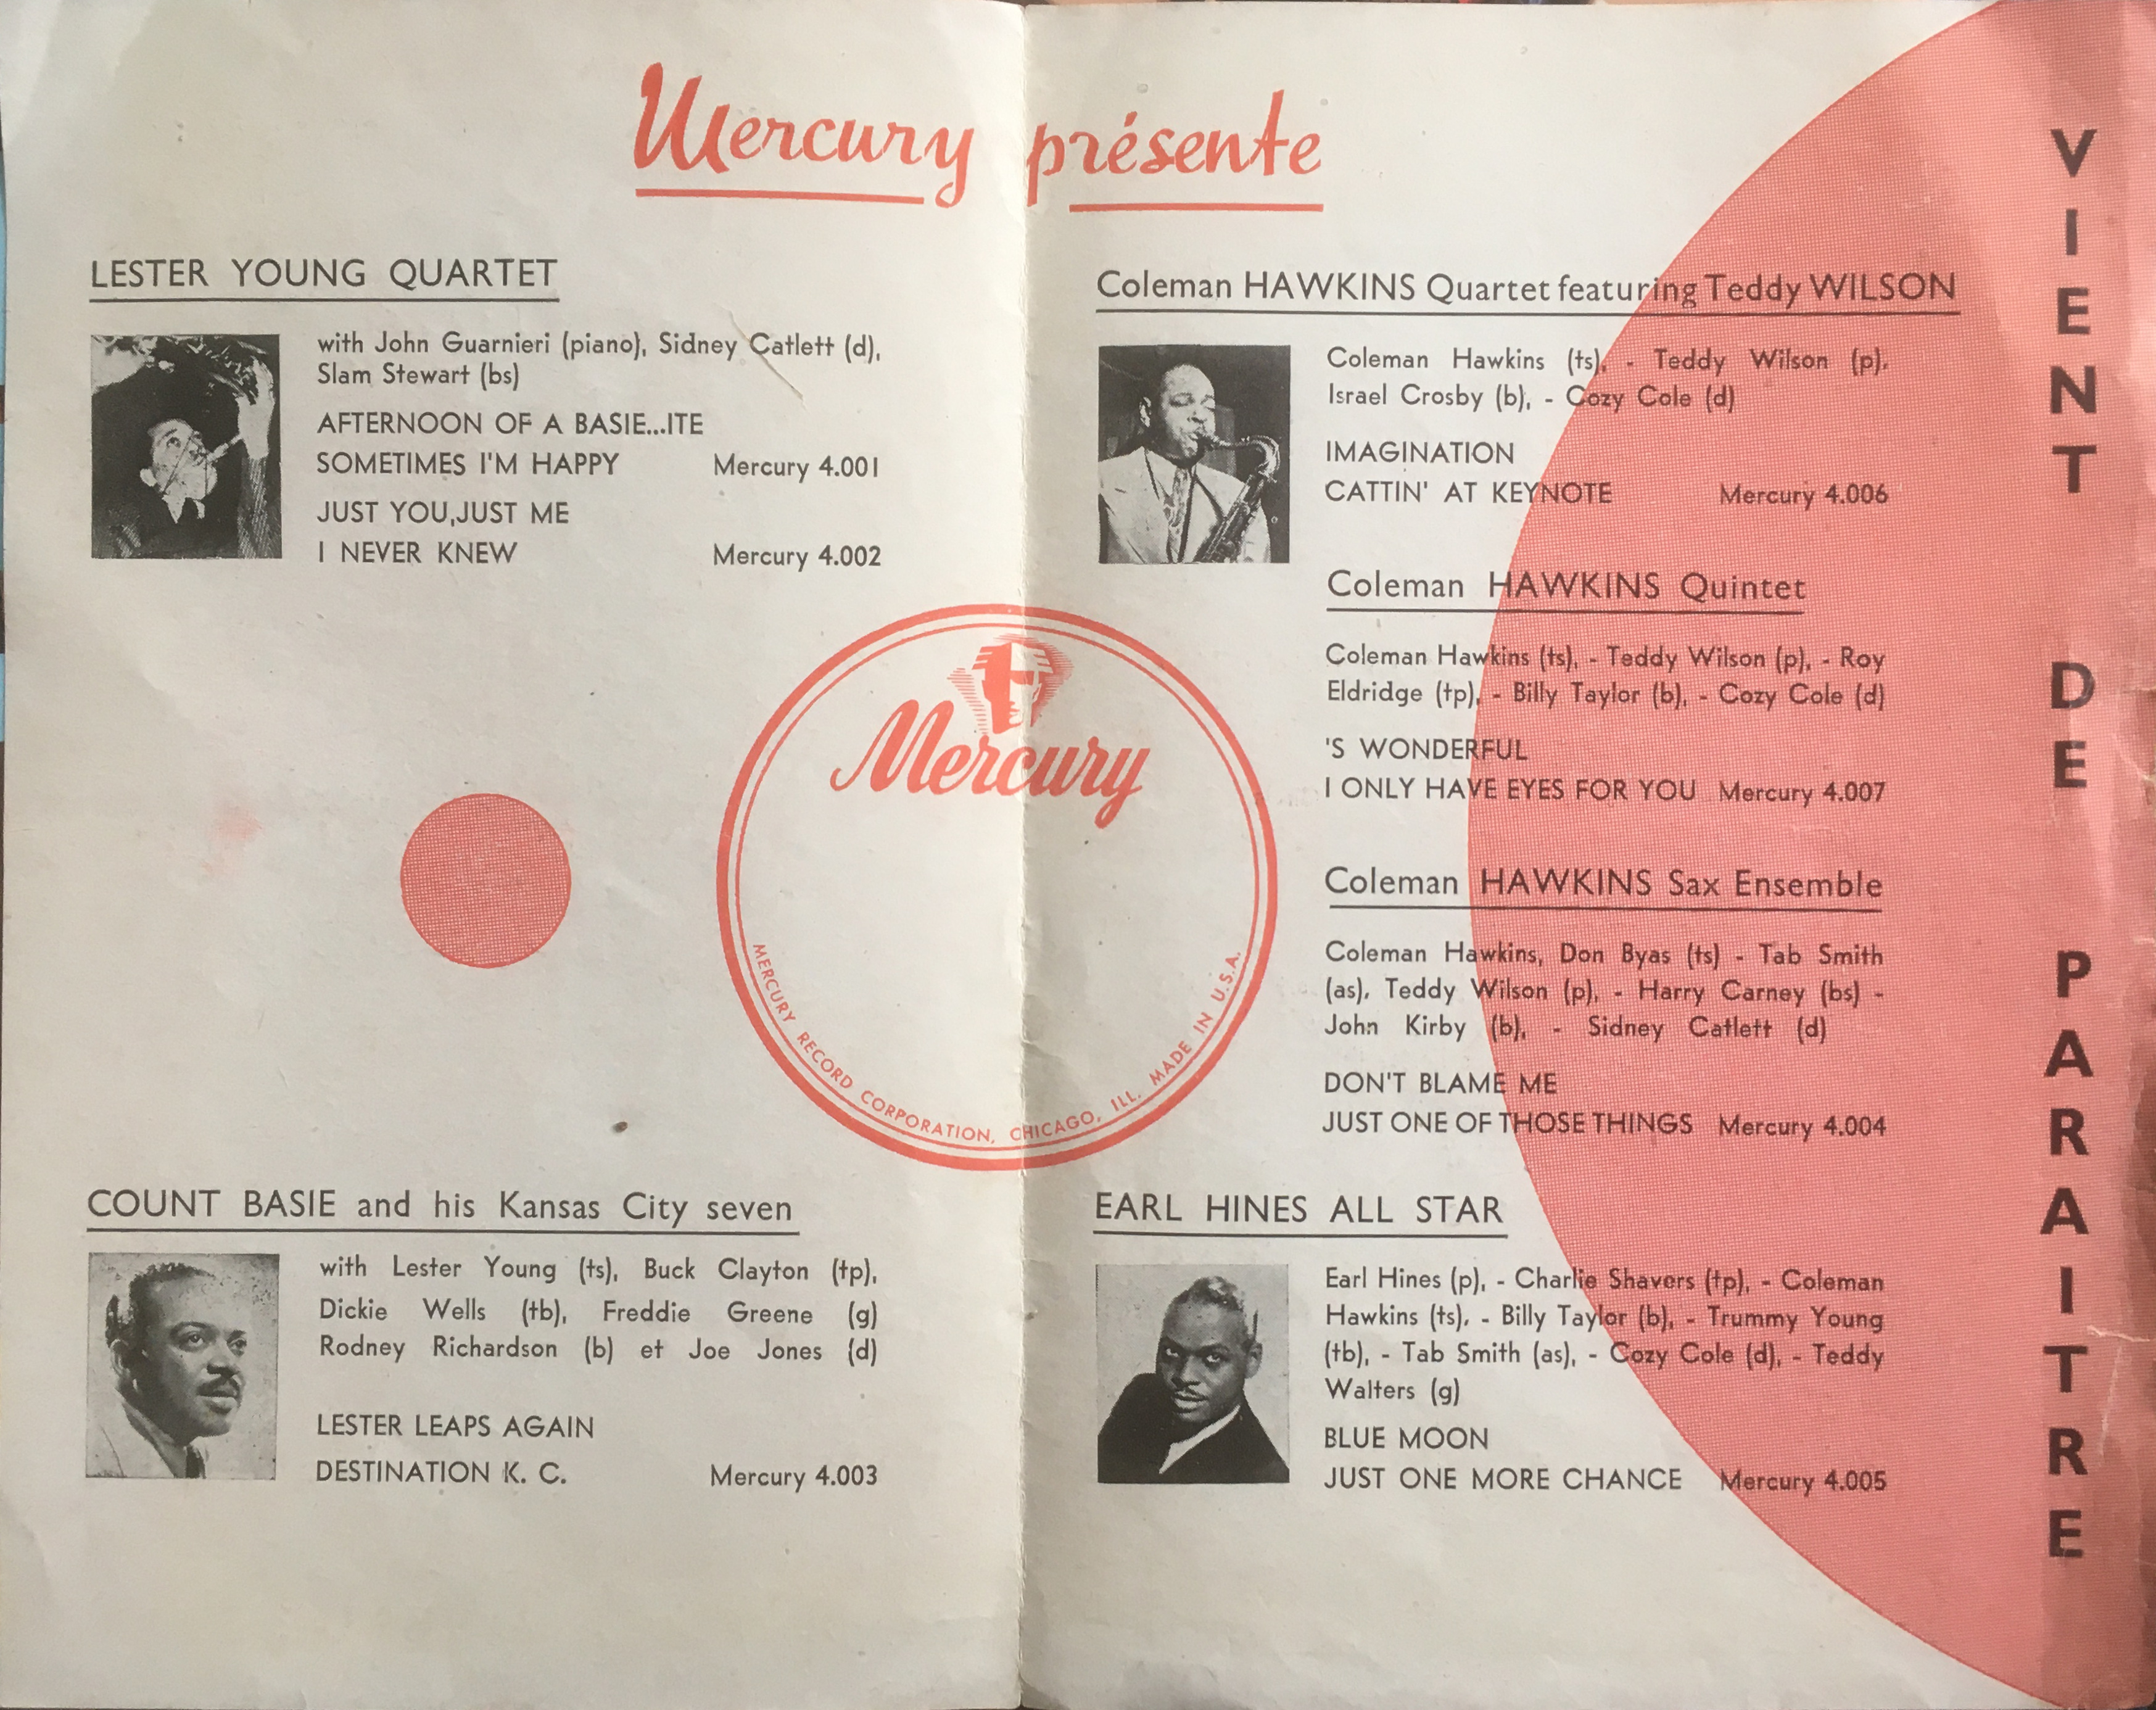 Mercury présente
LESTER YOUNG QUARTET
with John Guarnieri (piano), Sidney Catlett (d),
Slam Stewart (bs)
AFTERNOON OF A BASIE...ITE
SOMETIMES I'M HAPPY Mercury 4.001
JUST YOU, JUST ME
I NEVER KNEW Mercury 4.002
Mercury
MERCURY RECORD CORPORATION, CHICAGO, ILL. MADE IN U.S.A.
COUNT BASIE and his Kansas City seven
with Lester Young (ts), Buck Clayton (tp),
Dickie Wells (tb), Freddie Greene (g)
Rodney Richardson (b) et Joe Jones (d)
LESTER LEAPS AGAIN
DESTINATION K. C. Mercury 4.003
Coleman HAWKINS Quartet featuring Teddy WILSON
Coleman Hawkins (ts), - Teddy Wilson (p),
Israel Crosby (b), - Cozy Cole (d)
IMAGINATION
CATTIN' AT KEYNOTE Mercury 4.006
Coleman HAWKINS Quintet
Coleman Hawkins (ts), - Teddy Wilson (p), - Roy
Eldridge (tp), - Billy Taylor (b), - Cozy Cole (d)
'S WONDERFUL
I ONLY HAVE EYES FOR YOU Mercury 4.007
Coleman HAWKINS Sax Ensemble
Coleman Hawkins, Don Byas (ts) - Tab Smith
(as), Teddy Wilson (p), - Harry Carney (bs) -
John Kirby (b), - Sidney Catlett (d)
DON'T BLAME ME
JUST ONE OF THOSE THINGS Mercury 4.004
EARL HINES ALL STAR
Earl Hines (p), - Charlie Shavers (tp), - Coleman
Hawkins (ts), - Billy Taylor (b), - Trummy Young
(tb), - Tab Smith (as), - Cozy Cole (d), - Teddy
Walters (g)
BLUE MOON
JUST ONE MORE CHANCE Mercury 4.005
VIENT DE PARAITRE